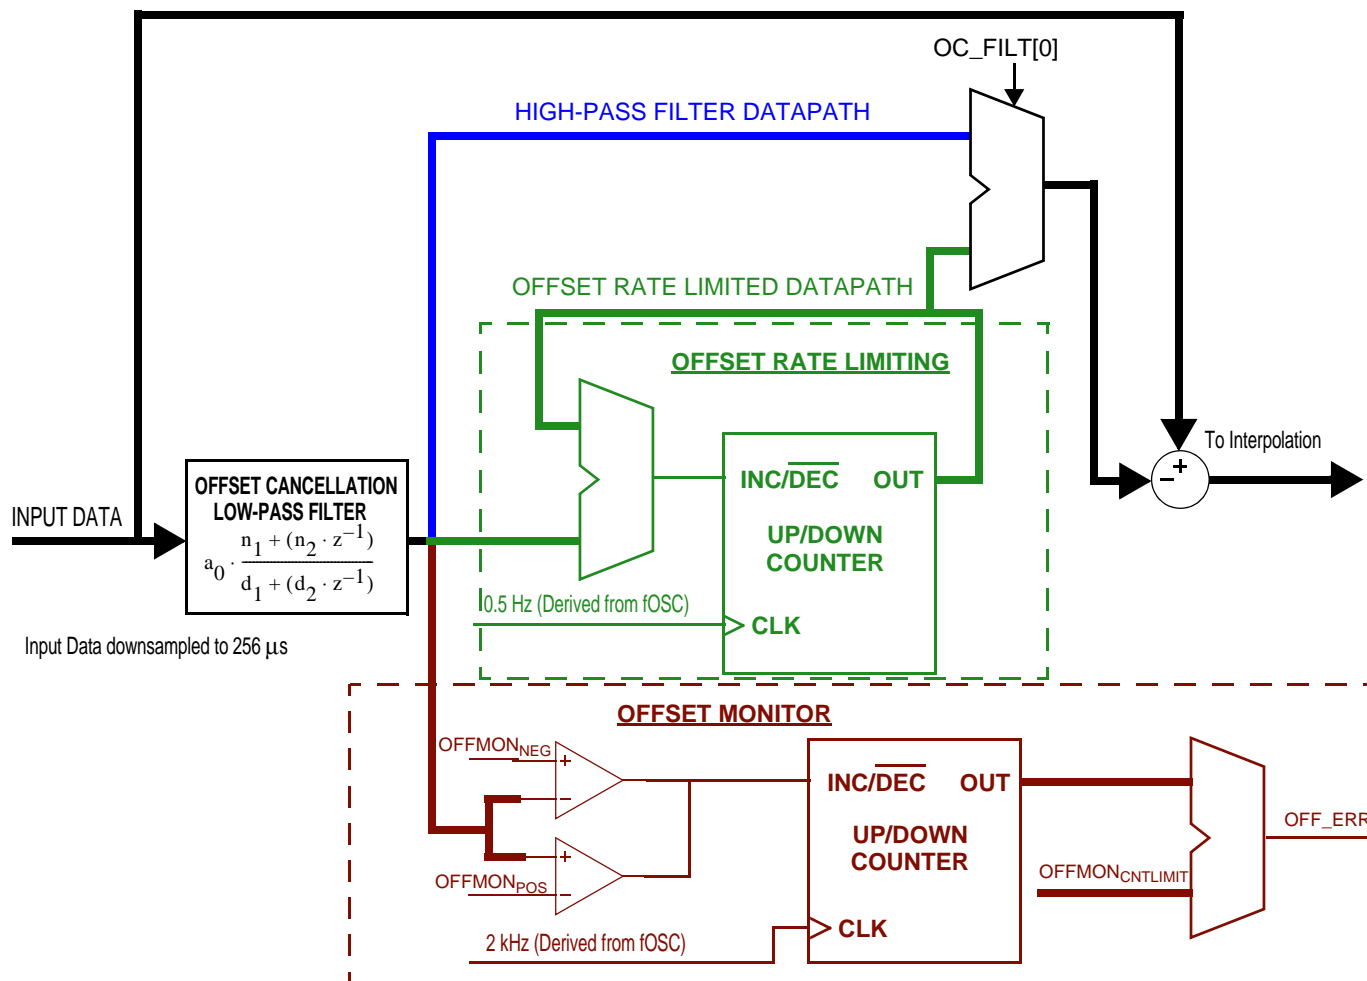 OC_FILT[0]
HIGH-PASS FILTER DATAPATH
OFFSET RATE LIMITED DATAPATH
OFFSET RATE LIMITING
To Interpolation
INC/DEC OUT
OFFSET CANCELLATION
LOW-PASS FILTER
INPUT DATA
a0 · (n1 + (n2 · z−1)) / (d1 + (d2 · z−1))
UP/DOWN
COUNTER
0.5 Hz (Derived from fOSC)
CLK
Input Data downsampled to 256 μs
OFFSET MONITOR
OFFMONNEG
INC/DEC OUT
OFF_ERR
UP/DOWN
COUNTER
OFFMONPOS
OFFMONCNTLIMIT
2 kHz (Derived from fOSC)
CLK